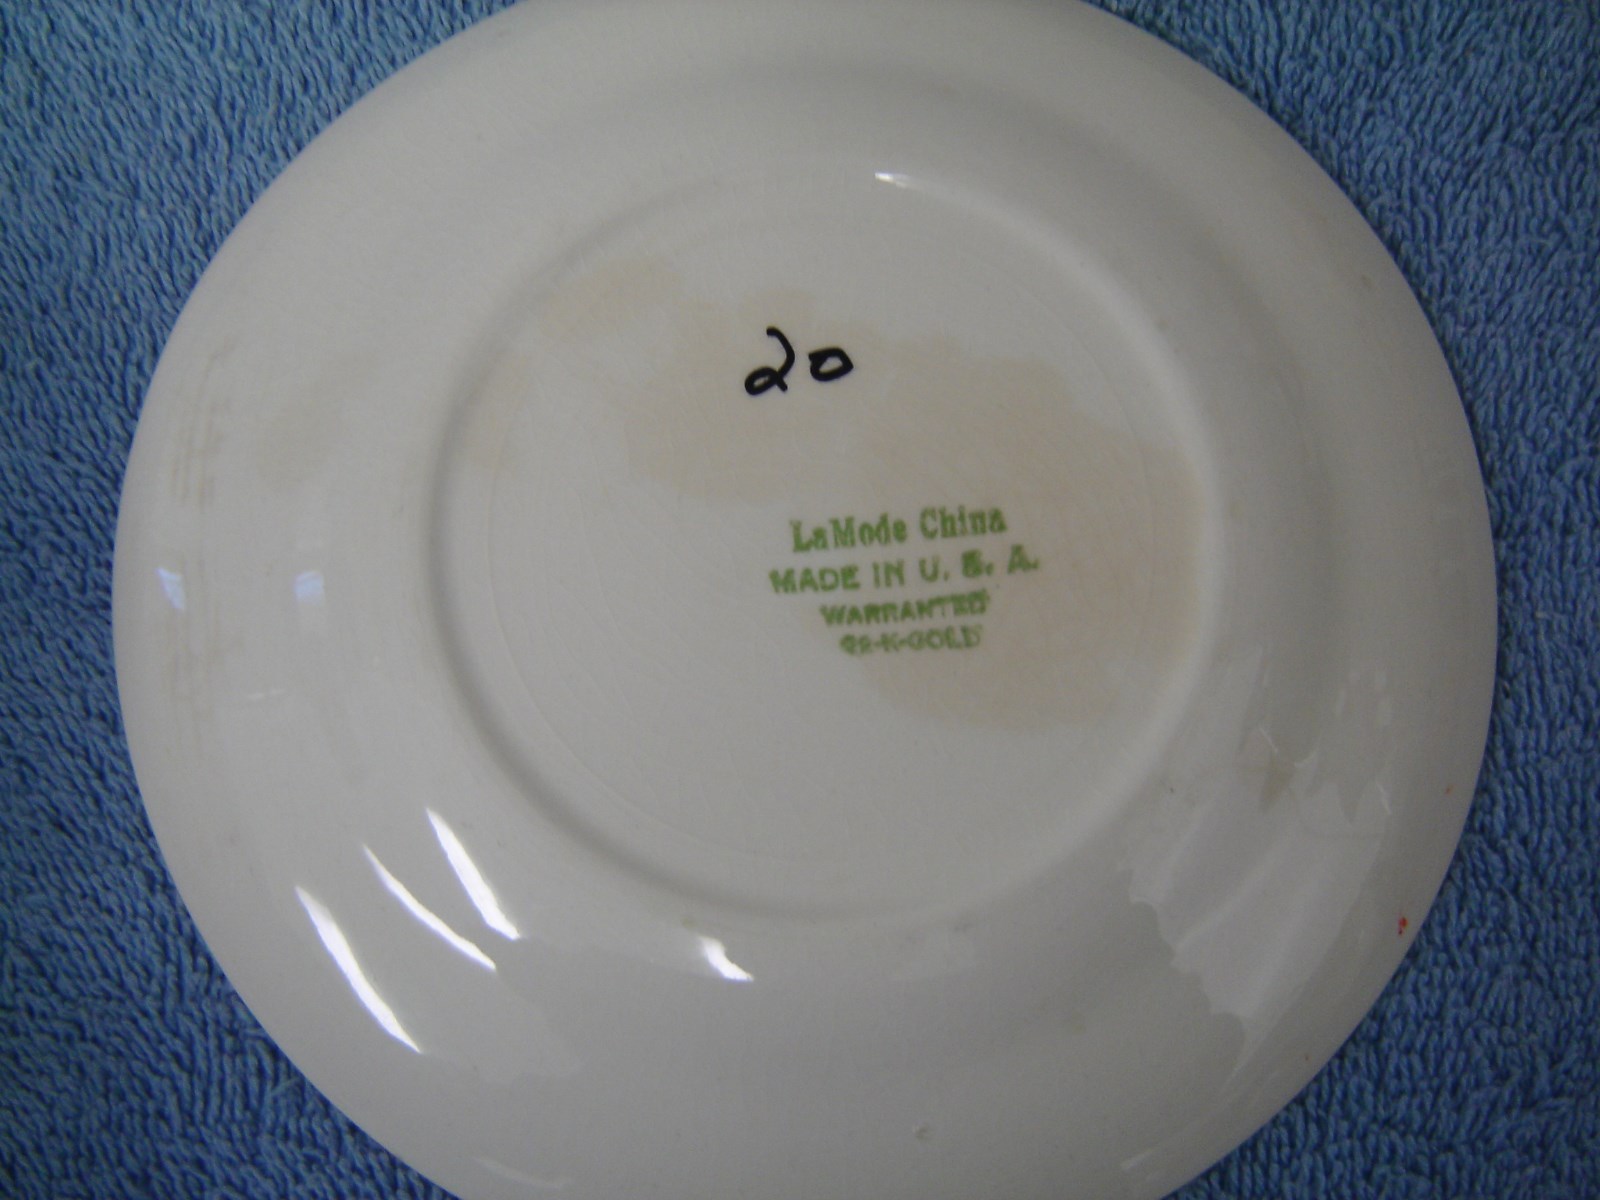 20
LaMode China
MADE IN U. S. A.
WARRANTED
22-K-GOLD